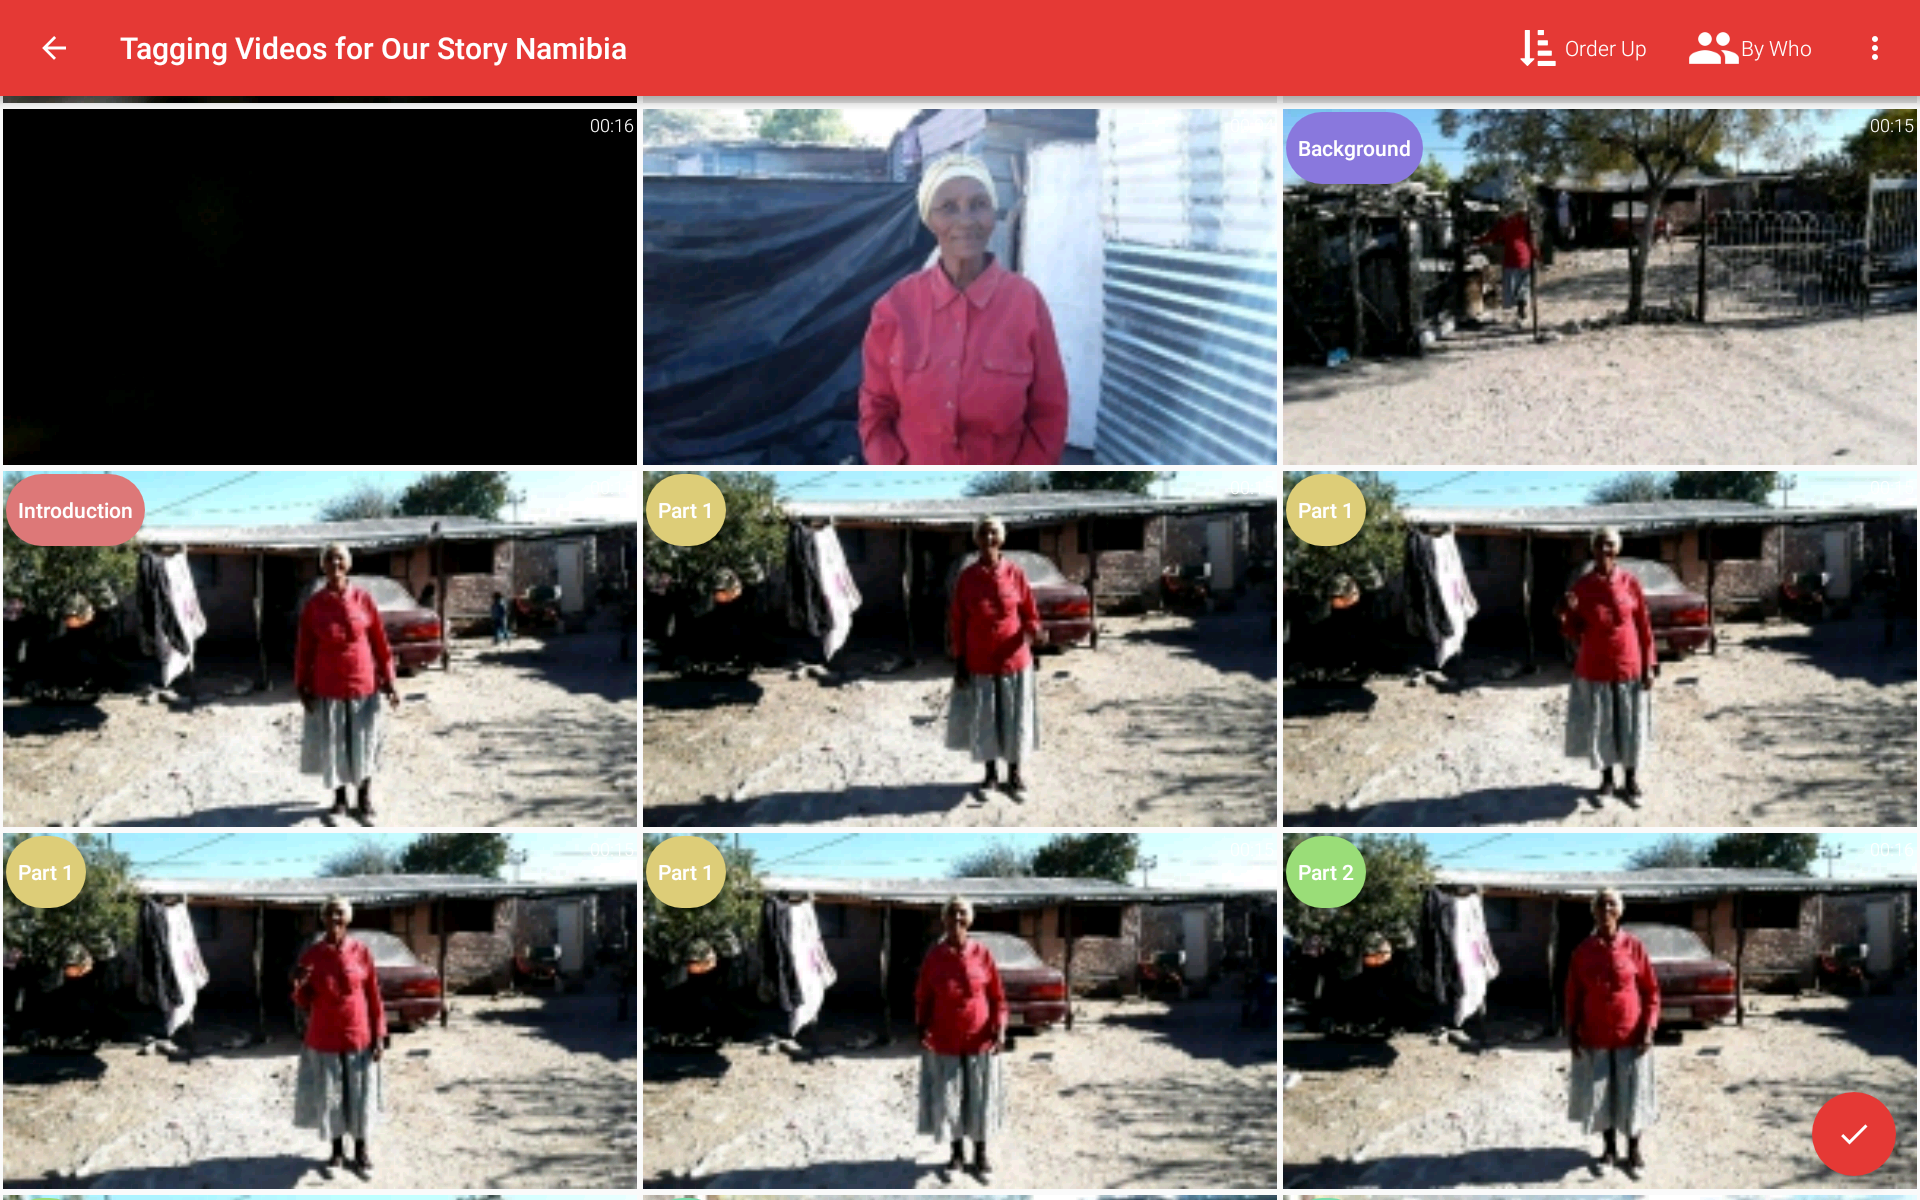 Tagging Videos for Our Story Namibia
Order Up
By Who
00:16
Background
00:15
Introduction
Part 1
Part 1
Part 1
Part 1
Part 2